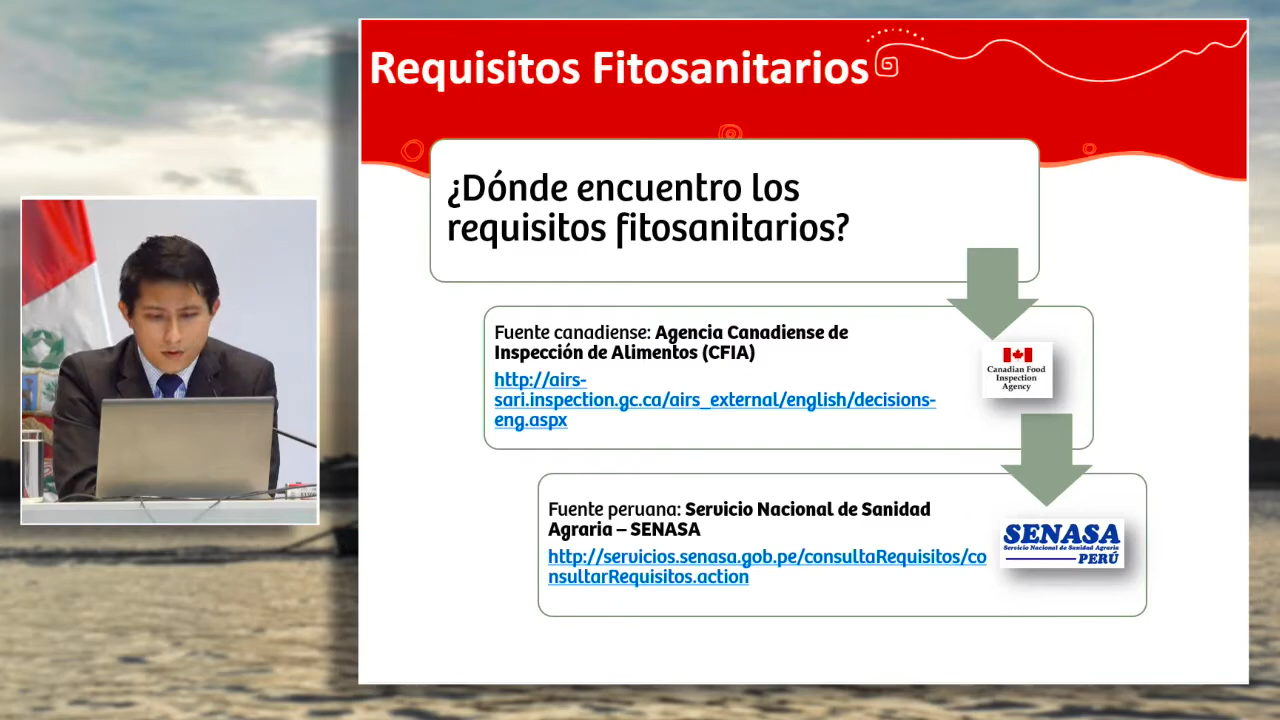 Requisitos Fitosanitarios
¿Dónde encuentro los
requisitos fitosanitarios?
Fuente canadiense: Agencia Canadiense de
Inspección de Alimentos (CFIA)
http://airs-
sari.inspection.gc.ca/airs_external/english/decisions-
eng.aspx
Canadian Food
Inspection
Agency
Fuente peruana: Servicio Nacional de Sanidad
Agraria – SENASA
http://servicios.senasa.gob.pe/consultaRequisitos/co
nsultarRequisitos.action
SENASA
Servicio Nacional de Sanidad Agraria
PERÚ